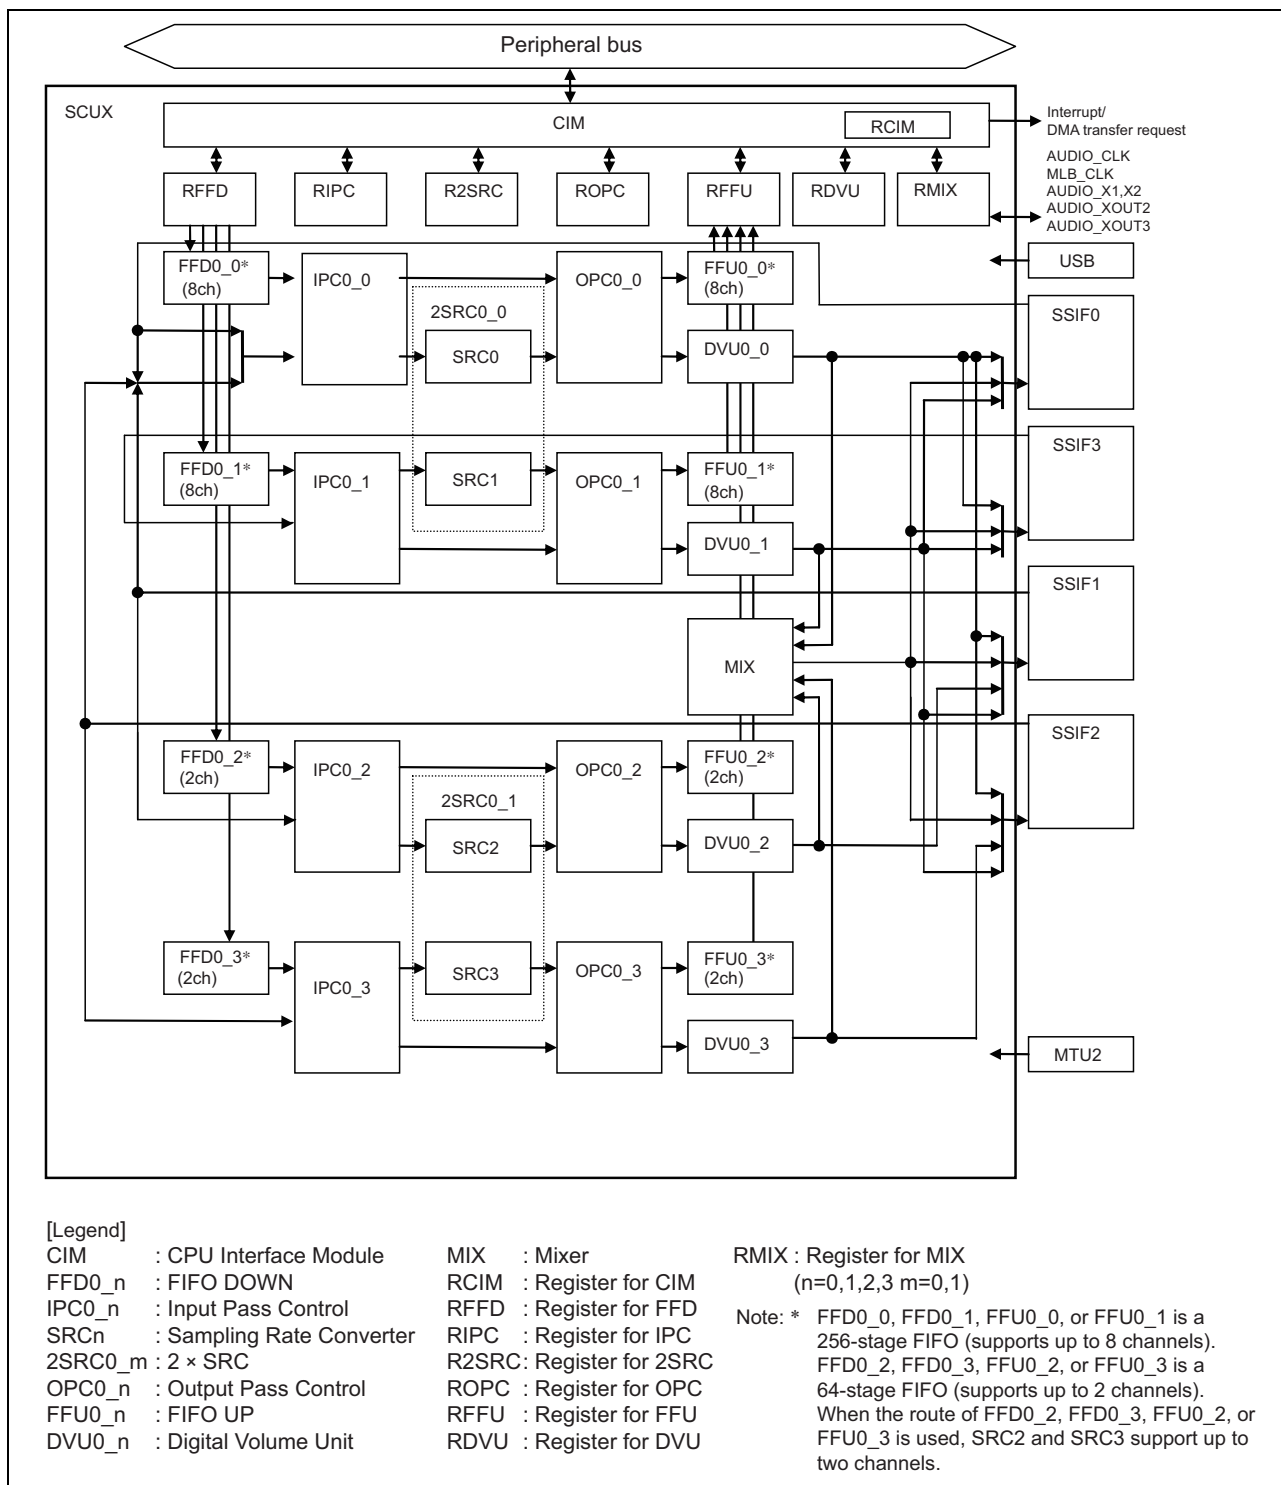 Peripheral bus
SCUX
CIM
RCIM
Interrupt/
DMA transfer request
AUDIO_CLK
MLB_CLK
AUDIO_X1,X2
AUDIO_XOUT2
AUDIO_XOUT3
RFFD
RIPC
R2SRC
ROPC
RFFU
RDVU
RMIX
FFD0_0*
(8ch)
IPC0_0
2SRC0_0
SRC0
OPC0_0
FFU0_0*
(8ch)
DVU0_0
USB
SSIF0
FFD0_1*
(8ch)
IPC0_1
SRC1
OPC0_1
FFU0_1*
(8ch)
DVU0_1
SSIF3
MIX
SSIF1
FFD0_2*
(2ch)
IPC0_2
2SRC0_1
SRC2
OPC0_2
FFU0_2*
(2ch)
DVU0_2
SSIF2
FFD0_3*
(2ch)
IPC0_3
SRC3
OPC0_3
FFU0_3*
(2ch)
DVU0_3
MTU2
[Legend]
CIM : CPU Interface Module
FFD0_n : FIFO DOWN
IPC0_n : Input Pass Control
SRCn : Sampling Rate Converter
2SRC0_m : 2 × SRC
OPC0_n : Output Pass Control
FFU0_n : FIFO UP
DVU0_n : Digital Volume Unit
MIX : Mixer
RCIM : Register for CIM
RFFD : Register for FFD
RIPC : Register for IPC
R2SRC : Register for 2SRC
ROPC : Register for OPC
RFFU : Register for FFU
RDVU : Register for DVU
RMIX : Register for MIX
(n=0,1,2,3 m=0,1)
Note: * FFD0_0, FFD0_1, FFU0_0, or FFU0_1 is a
256-stage FIFO (supports up to 8 channels).
FFD0_2, FFD0_3, FFU0_2, or FFU0_3 is a
64-stage FIFO (supports up to 2 channels).
When the route of FFD0_2, FFD0_3, FFU0_2, or
FFU0_3 is used, SRC2 and SRC3 support up to
two channels.